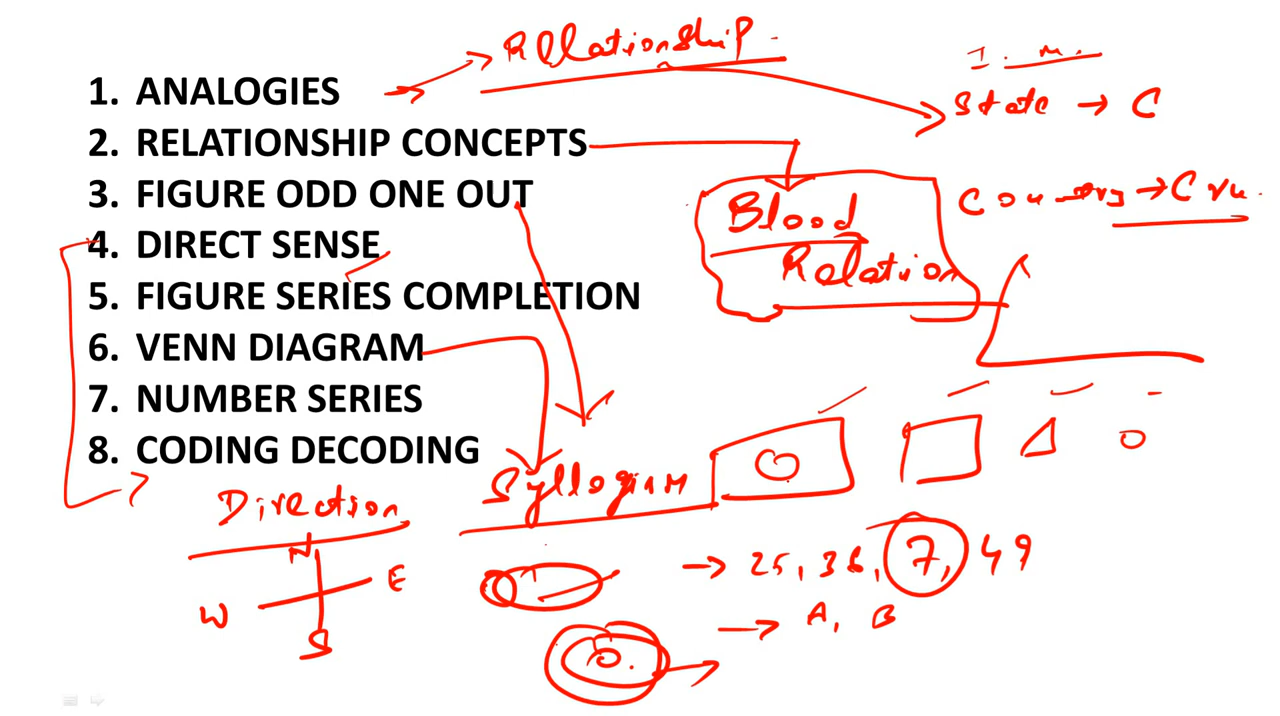 Relationship.
I. M.
1. ANALOGIES
State → C
2. RELATIONSHIP CONCEPTS
3. FIGURE ODD ONE OUT
Country →
Blood
Relation
4. DIRECT SENSE
5. FIGURE SERIES COMPLETION
6. VENN DIAGRAM
7. NUMBER SERIES
8. CODING DECODING
Syllogism
Direction
N
W E
S
→ 25, 36, 7, 49
→ A, B